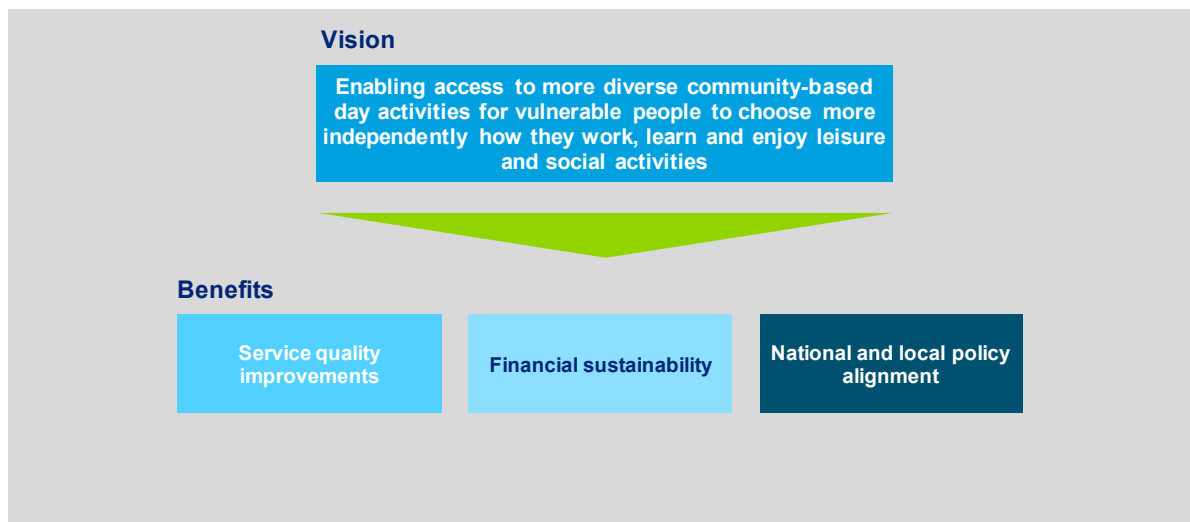 Vision
Enabling access to more diverse community-based
day activities for vulnerable people to choose more
independently how they work, learn and enjoy leisure
and social activities
Benefits
Service quality
improvements
Financial sustainability
National and local policy
alignment